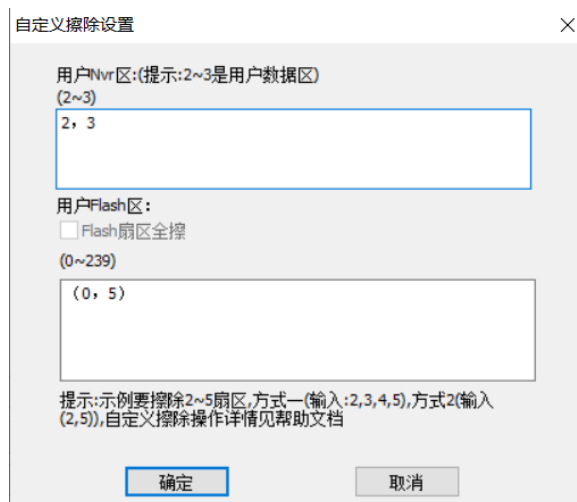 自定义擦除设置
用户Nvr区:(提示:2~3是用户数据区)
(2~3)
2，3
用户Flash区：
Flash扇区全擦
(0~239)
（0，5）
提示:示例要擦除2~5扇区,方式一(输入:2,3,4,5),方式2(输入
(2,5)),自定义擦除操作详情见帮助文档
确定
取消